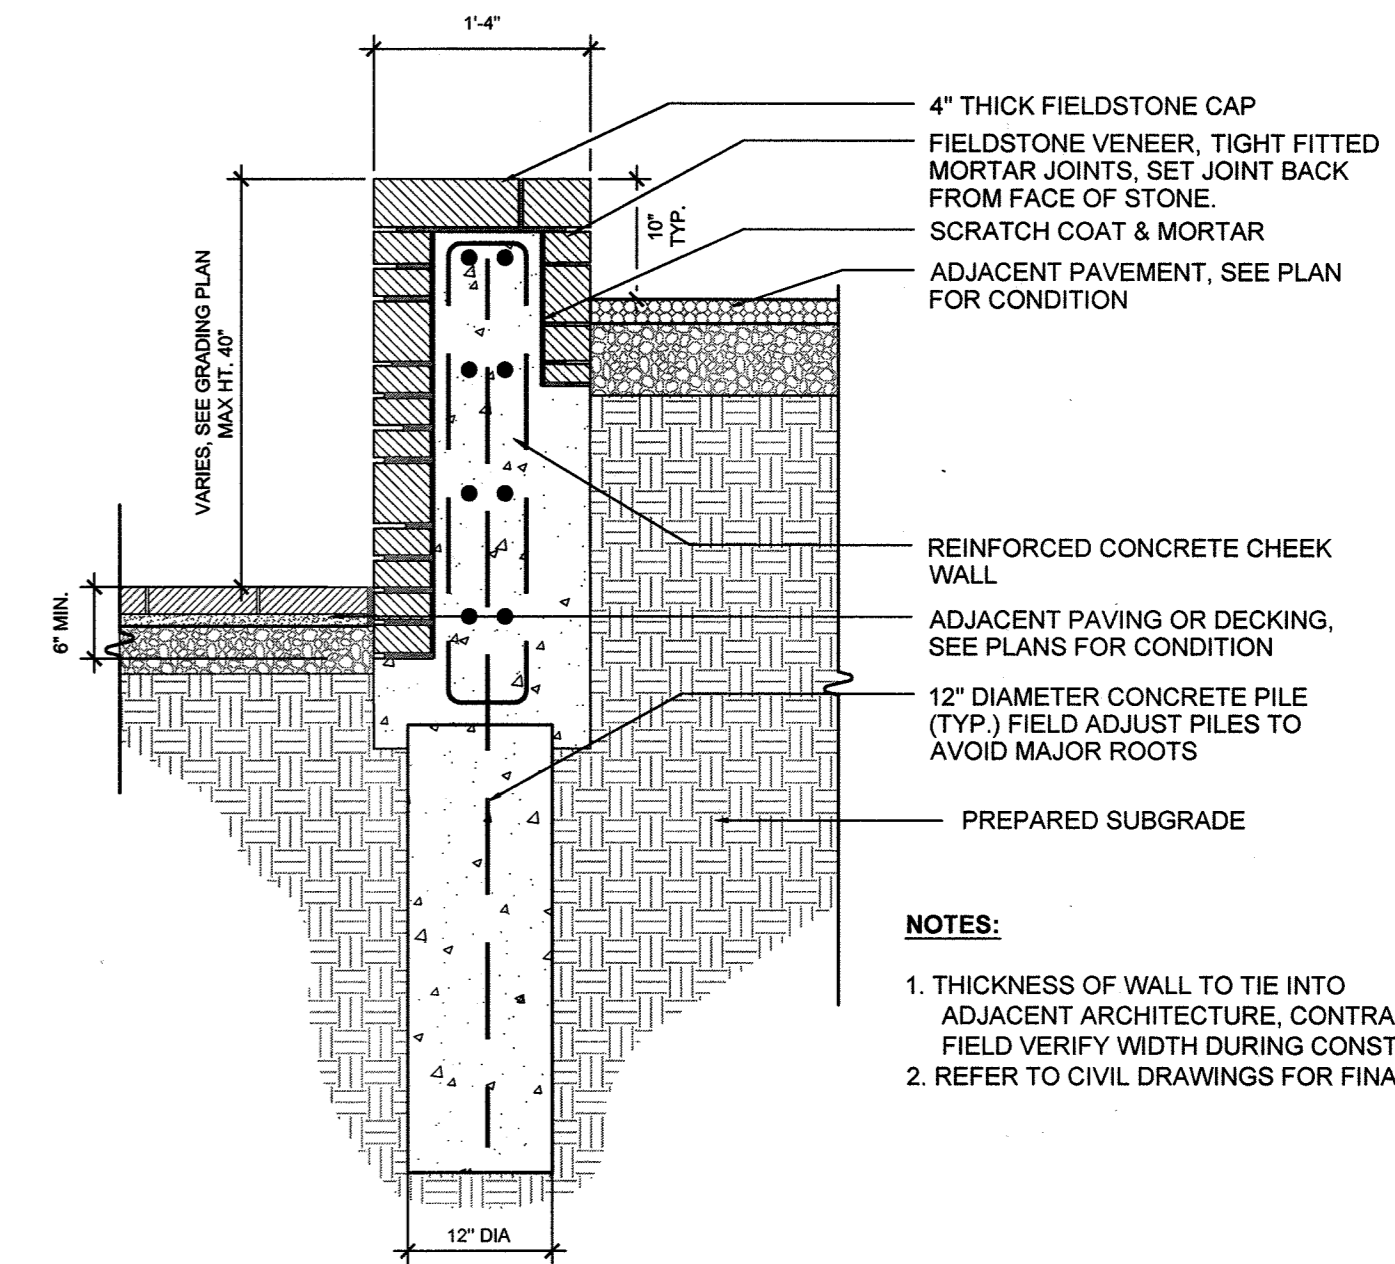 1'-4"
4" THICK FIELDSTONE CAP
FIELDSTONE VENEER, TIGHT FITTED
MORTAR JOINTS, SET JOINT BACK
FROM FACE OF STONE.
10"
TYP.
SCRATCH COAT & MORTAR
ADJACENT PAVEMENT, SEE PLAN
FOR CONDITION
VARIES, SEE GRADING PLAN
MAX HT. 40"
REINFORCED CONCRETE CHEEK
WALL
6" MIN.
ADJACENT PAVING OR DECKING,
SEE PLANS FOR CONDITION
12" DIAMETER CONCRETE PILE
(TYP.) FIELD ADJUST PILES TO
AVOID MAJOR ROOTS
PREPARED SUBGRADE
NOTES:
1. THICKNESS OF WALL TO TIE INTO
ADJACENT ARCHITECTURE, CONTRA
FIELD VERIFY WIDTH DURING CONST
2. REFER TO CIVIL DRAWINGS FOR FINA
12" DIA